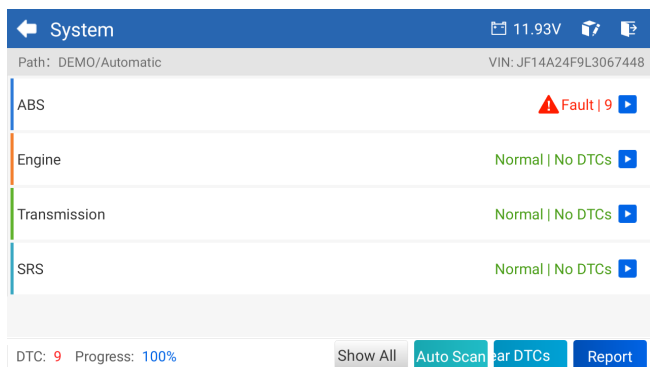 System 11.93V
Path: DEMO/Automatic VIN: JF14A24F9L3067448
ABS Fault | 9
Engine Normal | No DTCs
Transmission Normal | No DTCs
SRS Normal | No DTCs
DTC: 9 Progress: 100% Show All Auto Scan ear DTCs Report